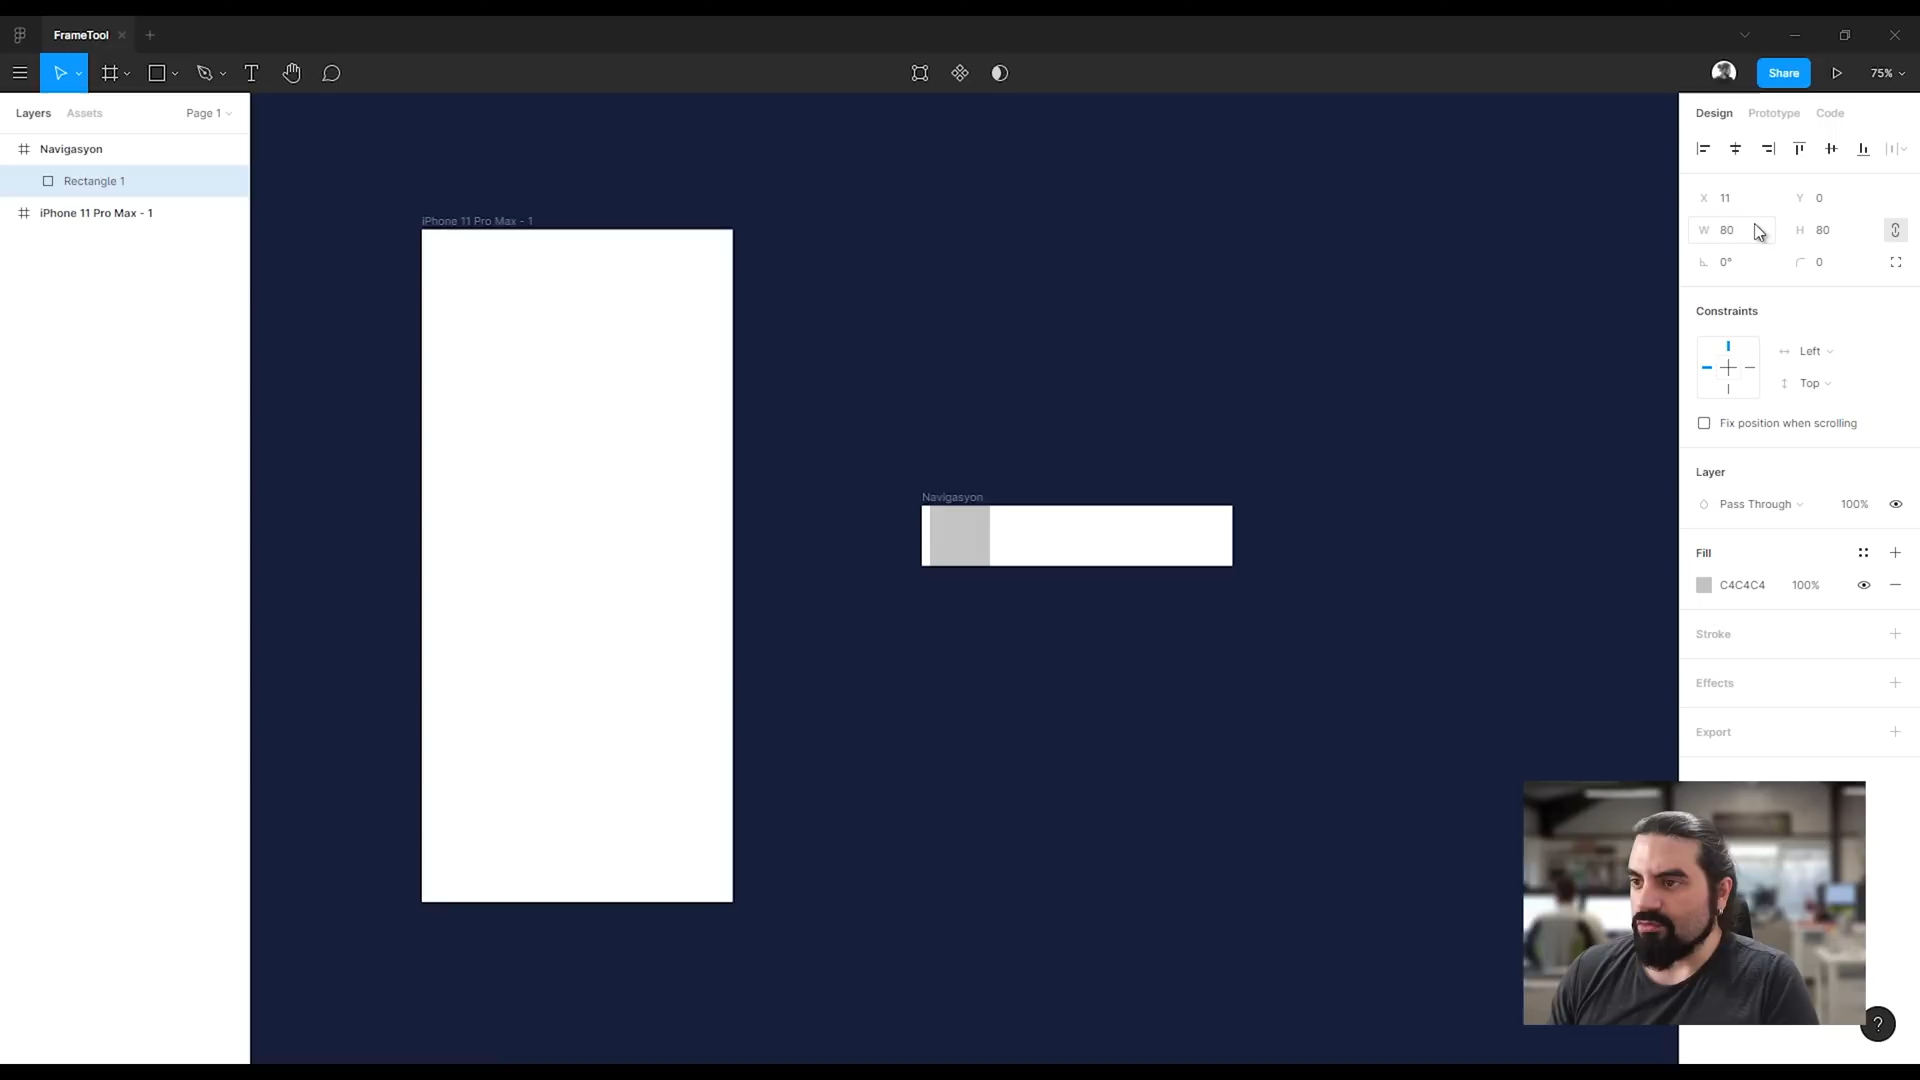 FrameTool
Share
75%
Layers
Assets
Page 1
Navigasyon
Rectangle 1
iPhone 11 Pro Max - 1
iPhone 11 Pro Max - 1
Navigasyon
Design
Prototype
Code
X 11
Y 0
W 80
H 80
0°
0
Constraints
Left
Top
Fix position when scrolling
Layer
Pass Through
100%
Fill
C4C4C4
100%
Stroke
Effects
Export
?